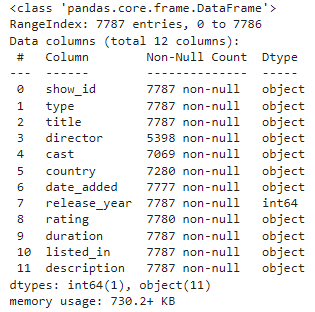 <class 'pandas.core.frame.DataFrame'>
RangeIndex: 7787 entries, 0 to 7786
Data columns (total 12 columns):
 #   Column        Non-Null Count  Dtype
---  ------        --------------  -----
 0   show_id       7787 non-null   object
 1   type          7787 non-null   object
 2   title         7787 non-null   object
 3   director      5398 non-null   object
 4   cast          7069 non-null   object
 5   country       7280 non-null   object
 6   date_added    7777 non-null   object
 7   release_year  7787 non-null   int64
 8   rating        7780 non-null   object
 9   duration      7787 non-null   object
 10  listed_in     7787 non-null   object
 11  description   7787 non-null   object
dtypes: int64(1), object(11)
memory usage: 730.2+ KB